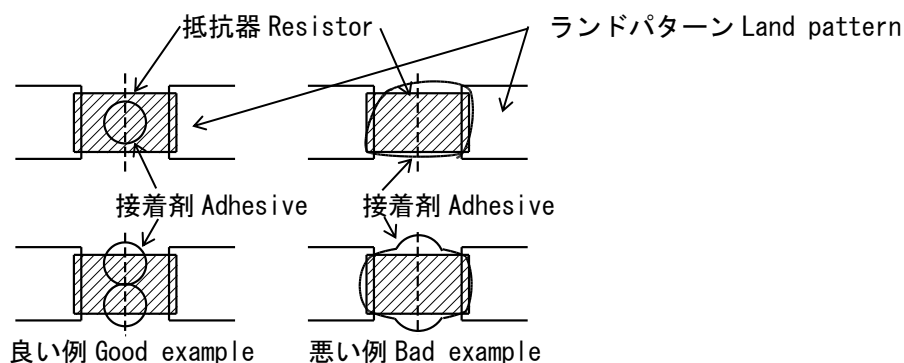 抵抗器 Resistor
ランドパターン Land pattern
接着剤 Adhesive
接着剤 Adhesive
良い例 Good example
悪い例 Bad example